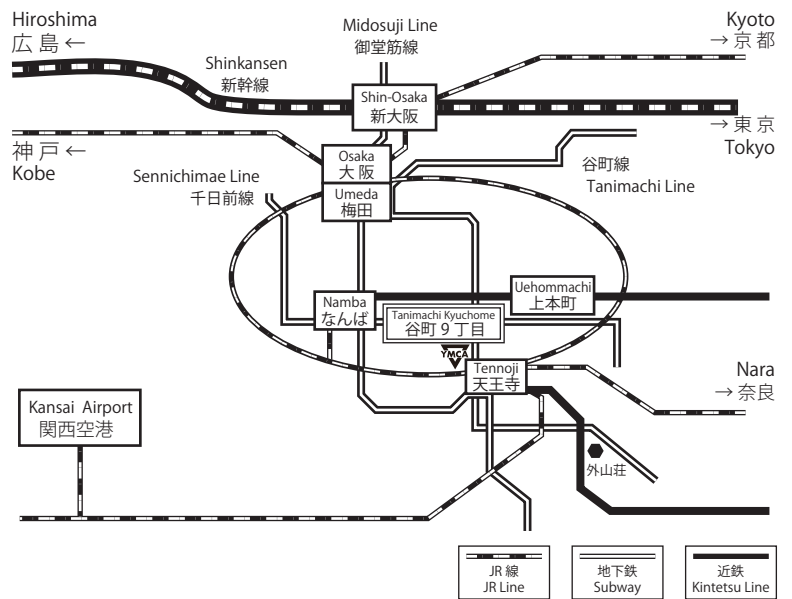 Hiroshima
広島 ←
Midosuji Line
御堂筋線
Kyoto
→ 京都
Shinkansen
新幹線
Shin-Osaka
新大阪
→ 東京
Tokyo
神戸 ←
Kobe
Osaka
大阪
Umeda
梅田
谷町線
Tanimachi Line
Sennichimae Line
千日前線
Uehommachi
上本町
Namba
なんば
Tanimachi Kyuchome
谷町9丁目
YMCA
Tennoji
天王寺
Nara
→ 奈良
Kansai Airport
関西空港
外山荘
JR 線
JR Line
地下鉄
Subway
近鉄
Kintetsu Line